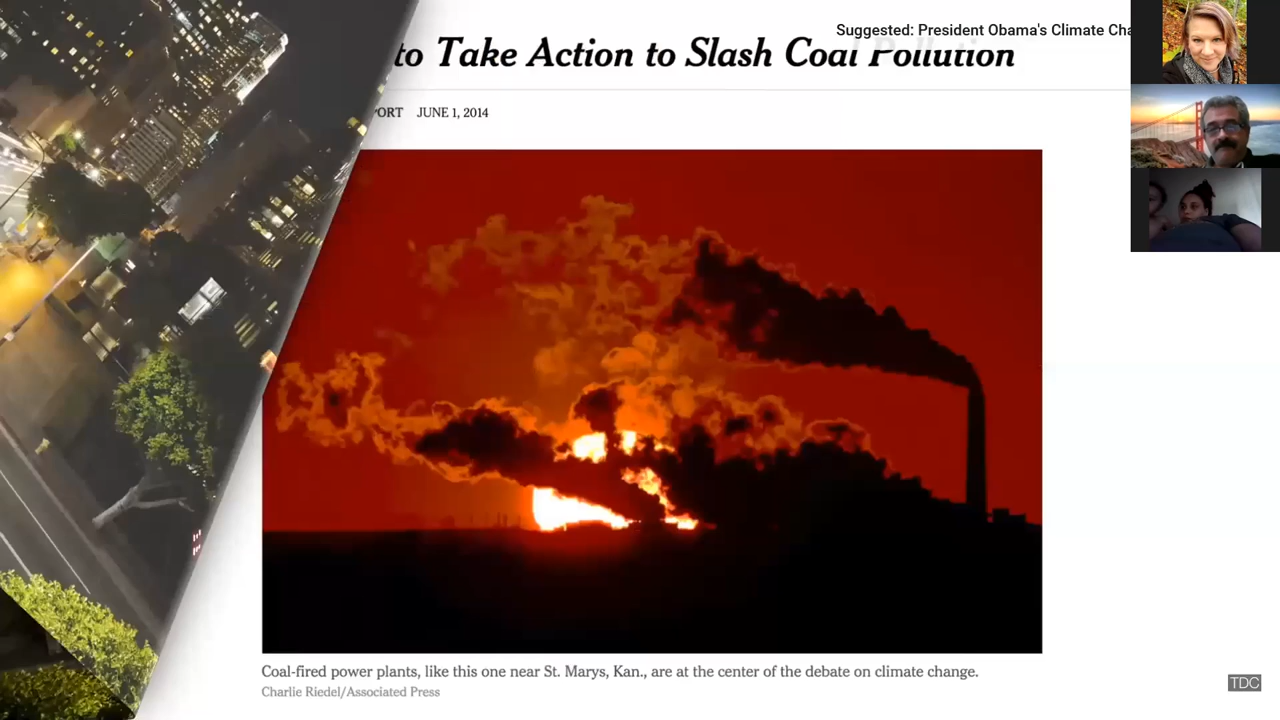 Suggested: President Obama's Climate Cha
to Take Action to Slash Coal Pollution
PORT JUNE 1, 2014
Coal-fired power plants, like this one near St. Marys, Kan., are at the center of the debate on climate change.
Charlie Riedel/Associated Press
TDC